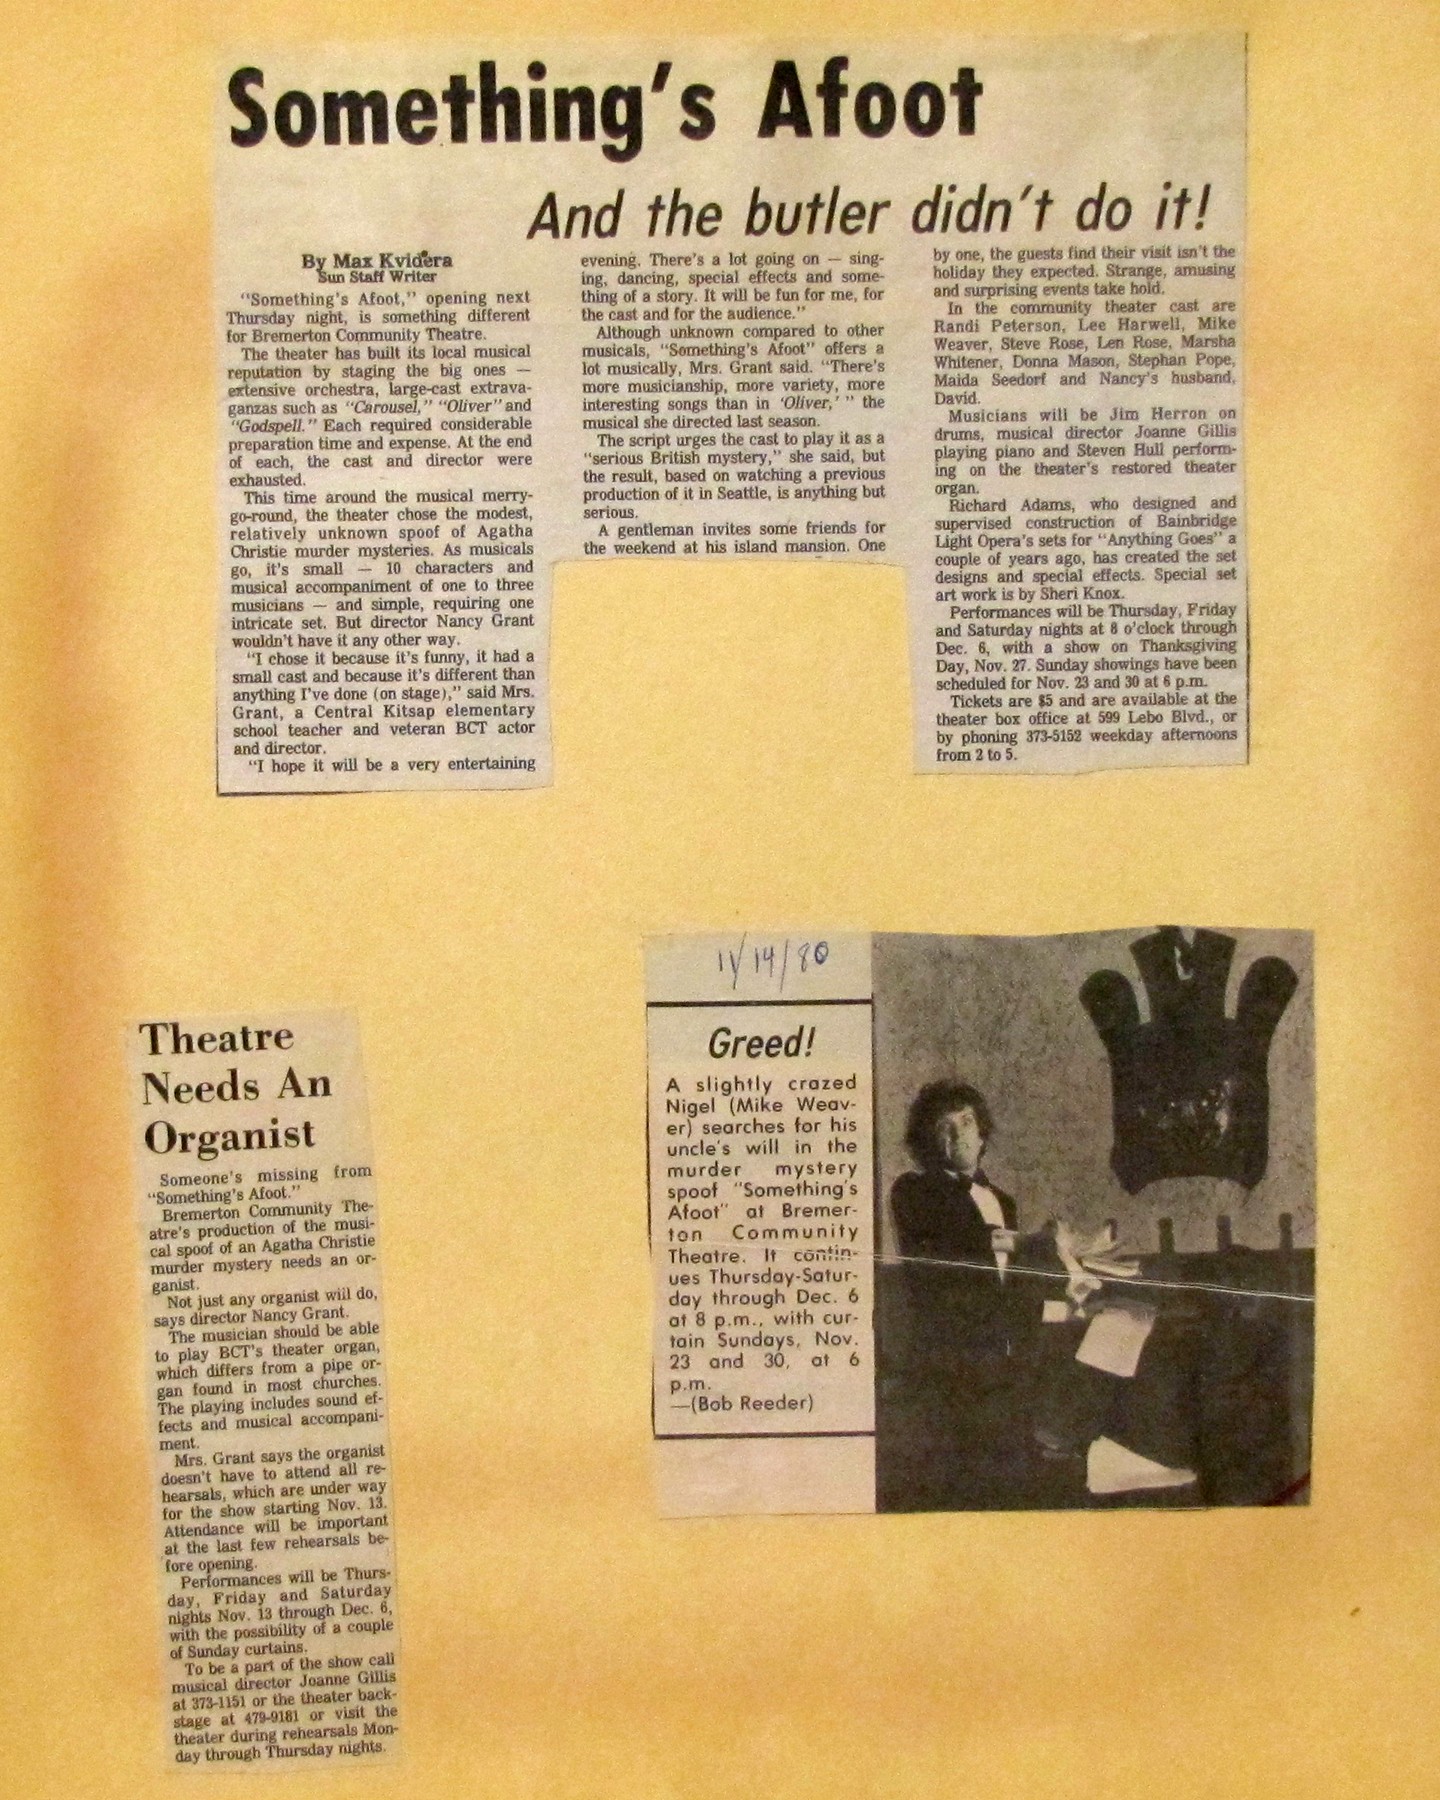 Something's Afoot
And the butler didn't do it!
By Max Kvidera
Sun Staff Writer
"Something's Afoot," opening next
Thursday night, is something different
for Bremerton Community Theatre.
The theater has built its local musical
reputation by staging the big ones —
extensive orchestra, large-cast extrava-
ganzas such as "Carousel," "Oliver" and
"Godspell." Each required considerable
preparation time and expense. At the end
of each, the cast and director were
exhausted.
This time around the musical merry-
go-round, the theater chose the modest,
relatively unknown spoof of Agatha
Christie murder mysteries. As musicals
go, it's small — 10 characters and
musical accompaniment of one to three
musicians — and simple, requiring one
intricate set. But director Nancy Grant
wouldn't have it any other way.
"I chose it because it's funny, it had a
small cast and because it's different than
anything I've done (on stage)," said Mrs.
Grant, a Central Kitsap elementary
school teacher and veteran BCT actor
and director.
"I hope it will be a very entertaining
evening. There's a lot going on — sing-
ing, dancing, special effects and some-
thing of a story. It will be fun for me, for
the cast and for the audience."
Although unknown compared to other
musicals, "Something's Afoot" offers a
lot musically, Mrs. Grant said. "There's
more musicianship, more variety, more
interesting songs than in 'Oliver,' " the
musical she directed last season.
The script urges the cast to play it as a
"serious British mystery," she said, but
the result, based on watching a previous
production of it in Seattle, is anything but
serious.
A gentleman invites some friends for
the weekend at his island mansion. One
by one, the guests find their visit isn't the
holiday they expected. Strange, amusing
and surprising events take hold.
In the community theater cast are
Randi Peterson, Lee Harwell, Mike
Weaver, Steve Rose, Len Rose, Marsha
Whitener, Donna Mason, Stephan Pope,
Maida Seedorf and Nancy's husband,
David.
Musicians will be Jim Herron on
drums, musical director Joanne Gillis
playing piano and Steven Hull perform-
ing on the theater's restored theater
organ.
Richard Adams, who designed and
supervised construction of Bainbridge
Light Opera's sets for "Anything Goes" a
couple of years ago, has created the set
designs and special effects. Special set
art work is by Sheri Knox.
Performances will be Thursday, Friday
and Saturday nights at 8 o'clock through
Dec. 6, with a show on Thanksgiving
Day, Nov. 27. Sunday showings have been
scheduled for Nov. 23 and 30 at 6 p.m.
Tickets are $5 and are available at the
theater box office at 599 Lebo Blvd., or
by phoning 373-5152 weekday afternoons
from 2 to 5.
Theatre
Needs An
Organist
Someone's missing from
"Something's Afoot."
Bremerton Community The-
atre's production of the musi-
cal spoof of an Agatha Christie
murder mystery needs an or-
ganist.
Not just any organist will do,
says director Nancy Grant.
The musician should be able
to play BCT's theater organ,
which differs from a pipe or-
gan found in most churches.
The playing includes sound ef-
fects and musical accompani-
ment.
Mrs. Grant says the organist
doesn't have to attend all re-
hearsals, which are under way
for the show starting Nov. 13.
Attendance will be important
at the last few rehearsals be-
fore opening.
Performances will be Thurs-
day, Friday and Saturday
nights Nov. 13 through Dec. 6,
with the possibility of a couple
of Sunday curtains.
To be a part of the show call
musical director Joanne Gillis
at 373-1151 or the theater back-
stage at 479-9181 or visit the
theater during rehearsals Mon-
day through Thursday nights.
11/14/80
Greed!
A slightly crazed
Nigel (Mike Weav-
er) searches for his
uncle's will in the
murder mystery
spoof "Something's
Afoot" at Bremer-
ton Community
Theatre. It contin-
ues Thursday-Satur-
day through Dec. 6
at 8 p.m., with cur-
tain Sundays, Nov.
23 and 30, at 6
p.m.
—(Bob Reeder)